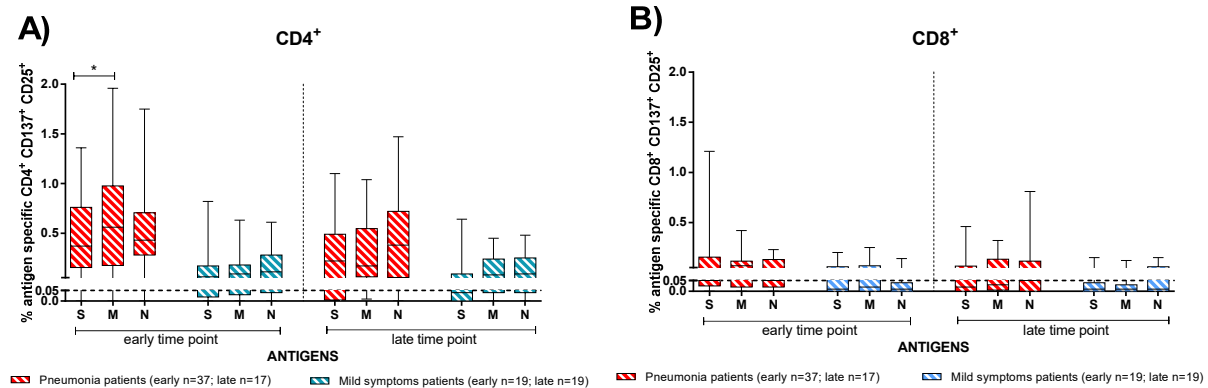 A)
CD4+
% antigen specific CD4+ CD137+ CD25+
2.0
1.5
1.0
0.5
0.05
0.0
*
S M N S M N S M N S M N
early time point late time point
ANTIGENS
Pneumonia patients (early n=37; late n=17) Mild symptoms patients (early n=19; late n=19)
B)
CD8+
% antigen specific CD8+ CD137+ CD25+
2.0
1.5
1.0
0.5
0.05
0.0
S M N S M N S M N S M N
early time point late time point
ANTIGENS
Pneumonia patients (early n=37; late n=17) Mild symptoms patients (early n=19; late n=19)